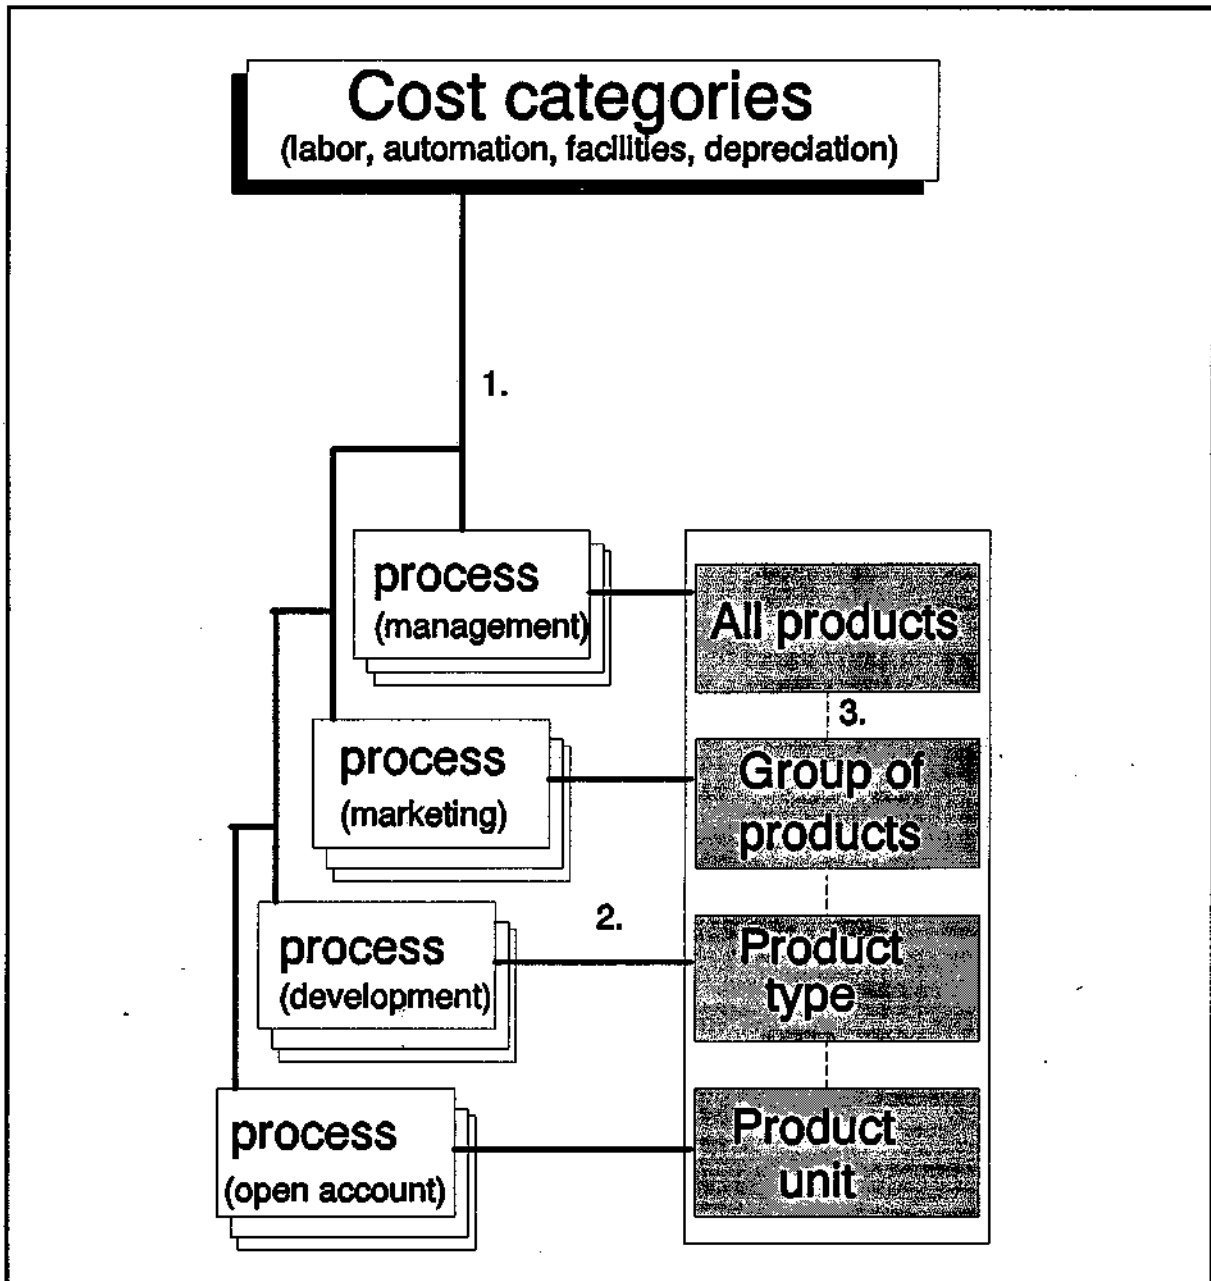 Cost categories
(labor, automation, facilities, depreciation)
1.
process
(management)
All products
3.
process
(marketing)
Group of
products
2.
process
(development)
Product
type
process
(open account)
Product
unit